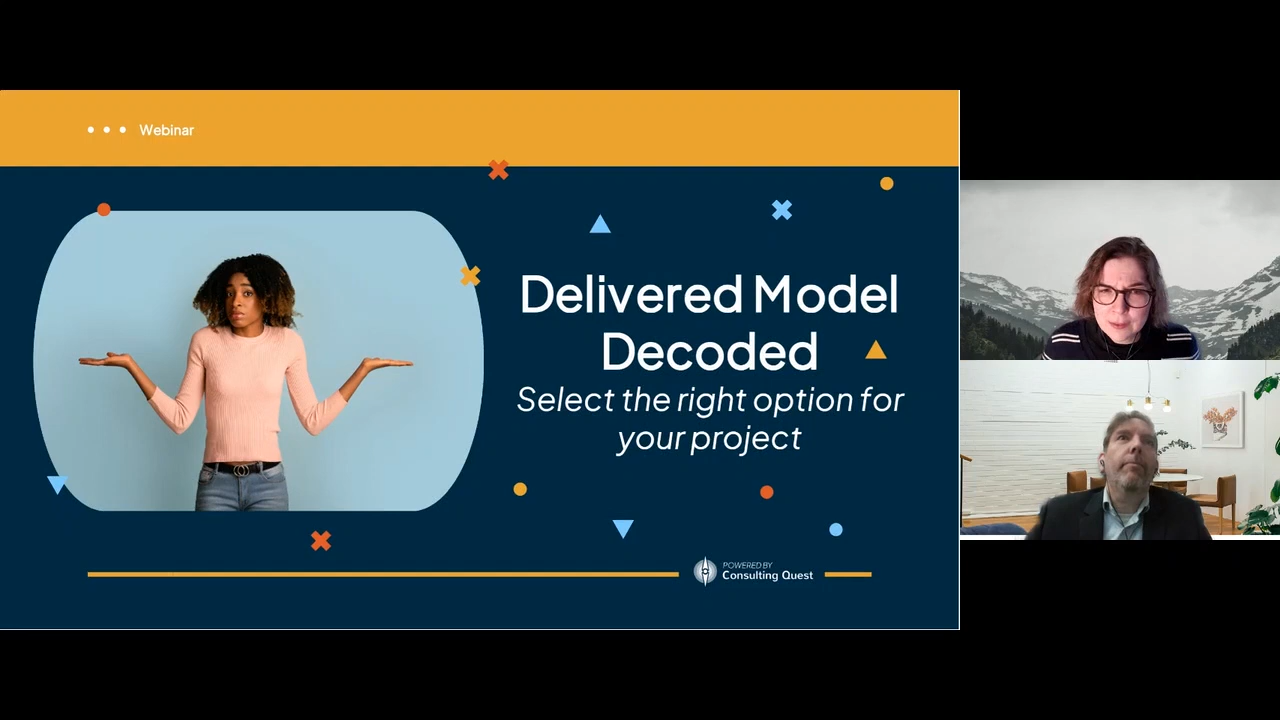 Webinar
Delivered Model
Decoded
Select the right option for
your project
POWERED BY
Consulting Quest